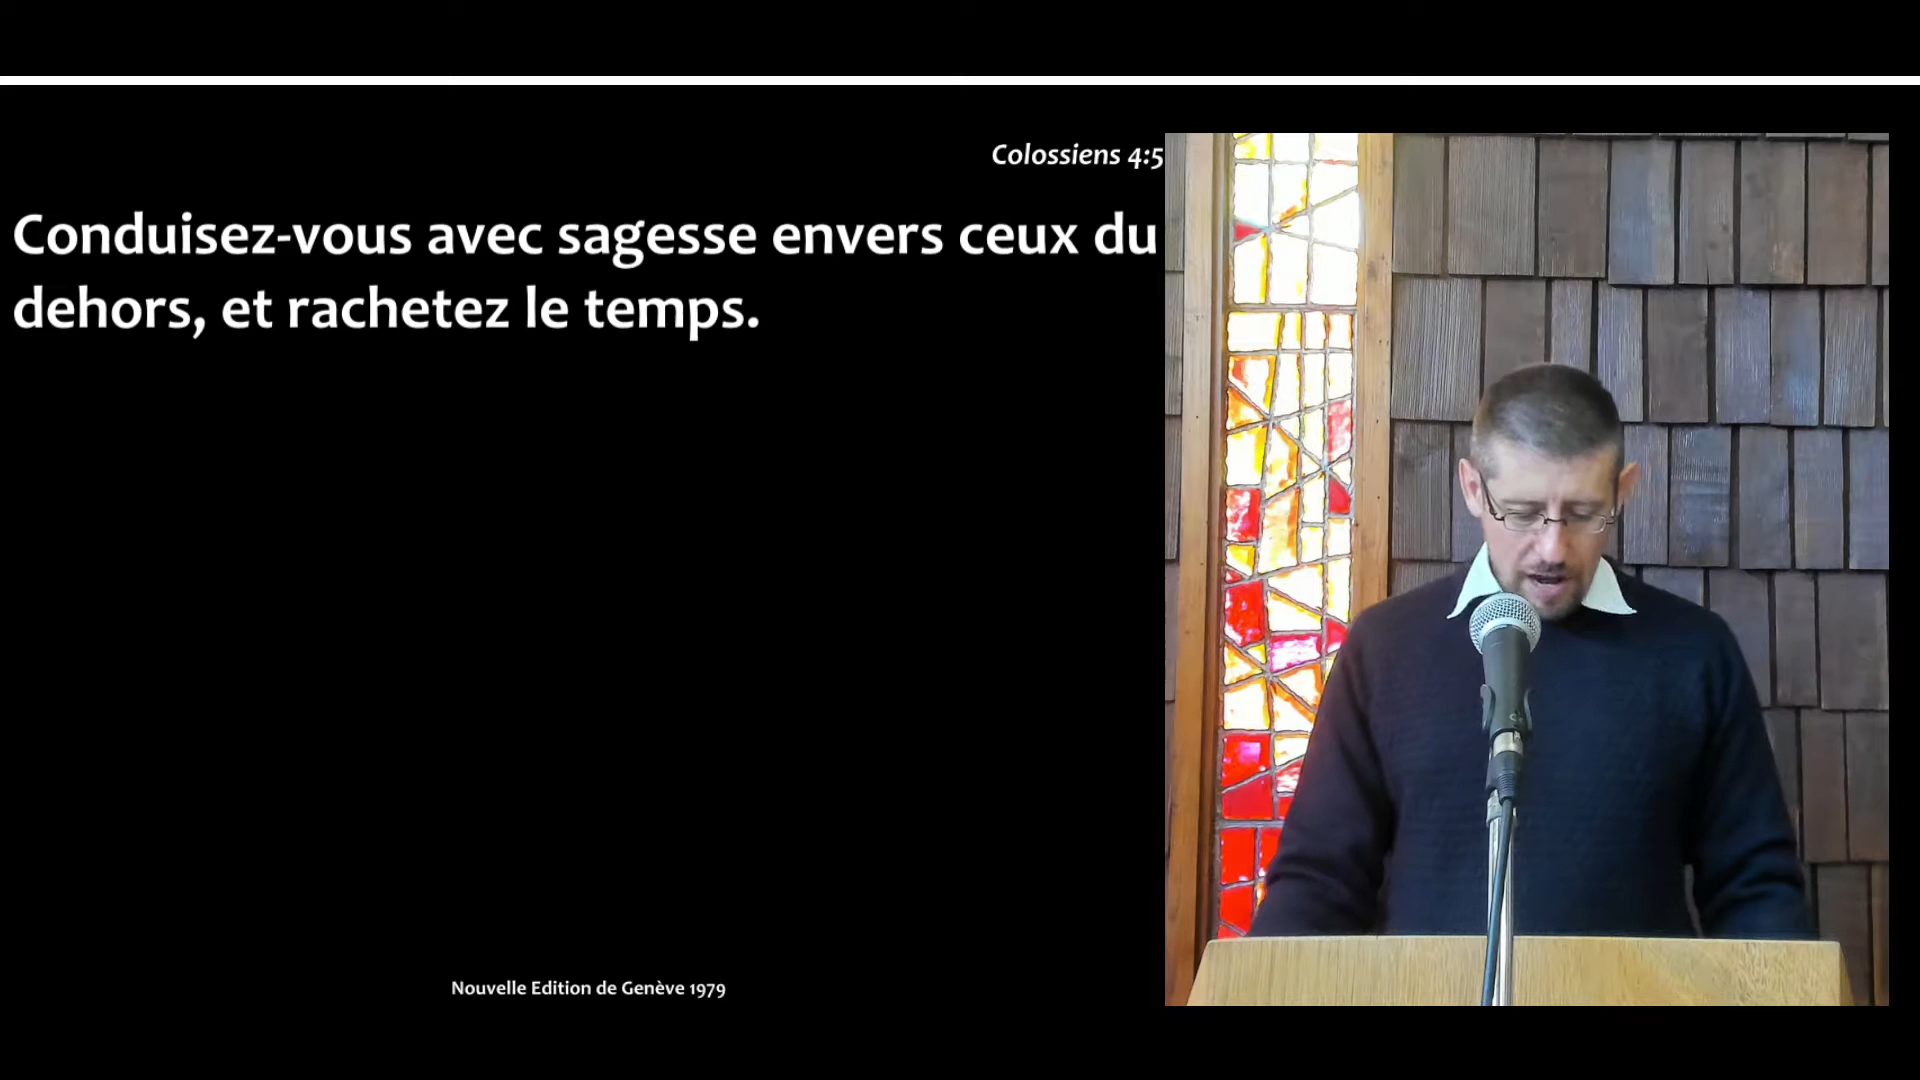 Colossiens 4:5
Conduisez-vous avec sagesse envers ceux du
dehors, et rachetez le temps.
Nouvelle Edition de Genève 1979